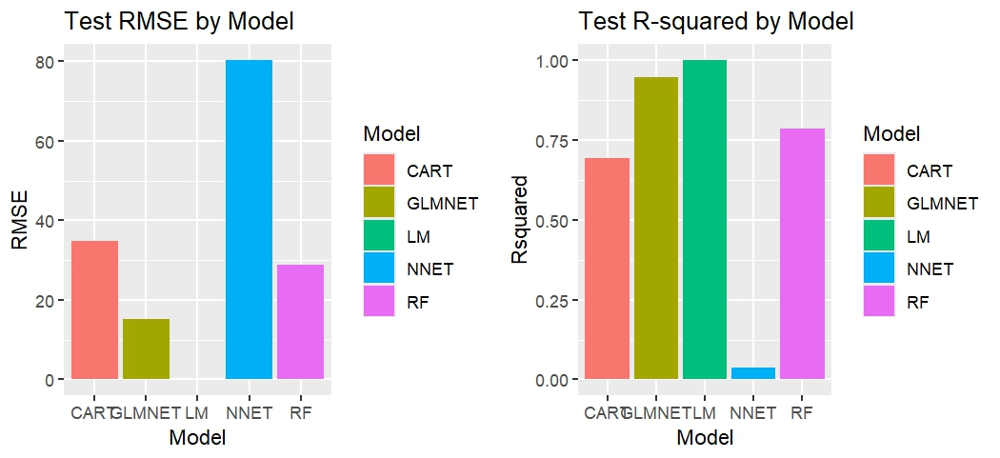 Test RMSE by Model
80
60
40
20
0
RMSE
CART
GLMNET
LM
NNET
RF
Model
Model
CART
GLMNET
LM
NNET
RF
Test R-squared by Model
1.00
0.75
0.50
0.25
0.00
Rsquared
CART
GLMNET
LM
NNET
RF
Model
Model
CART
GLMNET
LM
NNET
RF